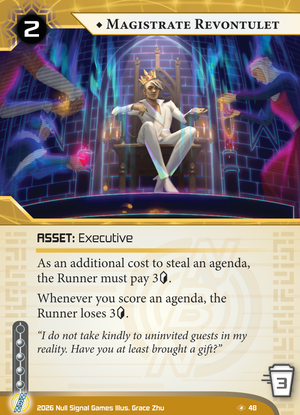 2
♦ MAGISTRATE REVONTULET
ASSET: Executive
As an additional cost to steal an agenda,
the Runner must pay 3
Whenever you score an agenda, the
Runner loses 3.
“I do not take kindly to uninvited guests in my
reality. Have you at least brought a gift?”
3
2026 Null Signal Games Illus. Grace Zhu
48